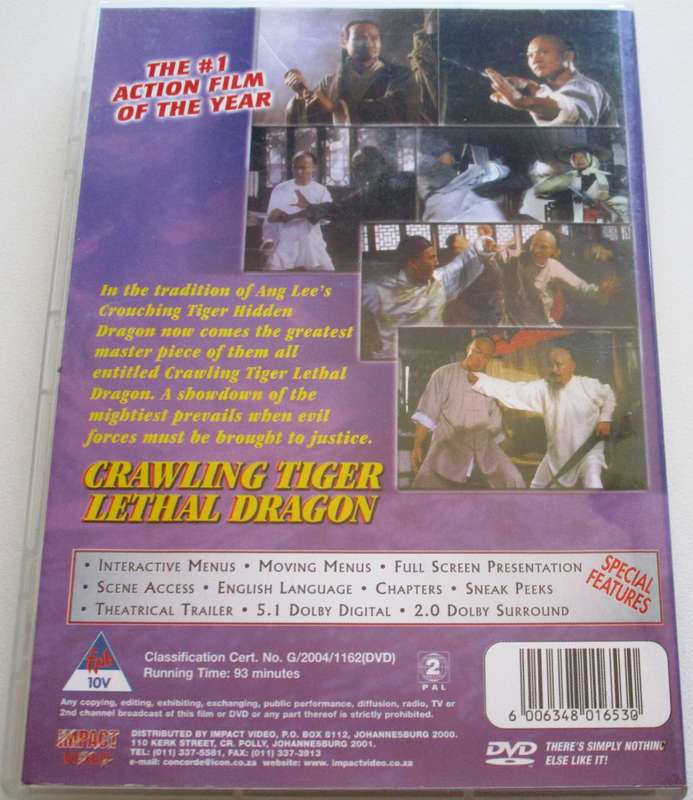 THE #1
ACTION FILM
OF THE YEAR
In the tradition of Ang Lee's
Crouching Tiger Hidden
Dragon now comes the greatest
master piece of them all
entitled Crawling Tiger Lethal
Dragon. A showdown of the
mightiest prevails when evil
forces must be brought to justice.
CRAWLING TIGER
LETHAL DRAGON
• INTERACTIVE MENUS • MOVING MENUS • FULL SCREEN PRESENTATION
• SCENE ACCESS • ENGLISH LANGUAGE • CHAPTERS • SNEAK PEEKS
• THEATRICAL TRAILER • 5.1 DOLBY DIGITAL • 2.0 DOLBY SURROUND
SPECIAL
FEATURES
fpb
10V
Classification Cert. No. G/2004/1162(DVD)
Running Time: 93 minutes
2
PAL
Any copying, editing, exhibiting, exchanging, public performance, diffusion, radio, TV or
2nd channel broadcast of this film or DVD or any part thereof is strictly prohibited.
IMPACT
VIDEO
DISTRIBUTED BY IMPACT VIDEO, P.O. BOX 6112, JOHANNESBURG 2000.
110 KERK STREET, CR. POLLY, JOHANNESBURG 2001.
TEL: (011) 337-5581, FAX: (011) 337-3913
e-mail: concorde@icon.co.za website: www.impactvideo.co.za
6 006348 016530
DVD
THERE'S SIMPLY NOTHING
ELSE LIKE IT!